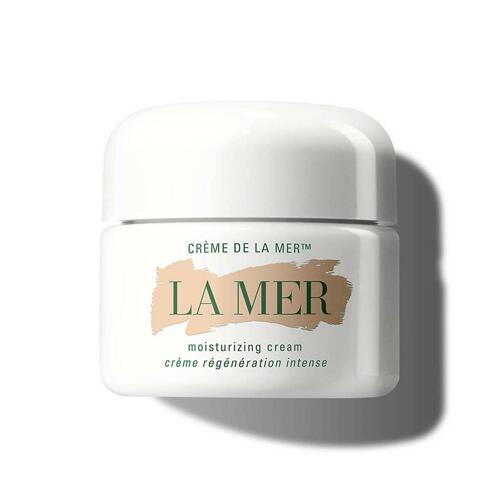 CRÈME DE LA MER™
LA MER
moisturizing cream
crème régénération intense